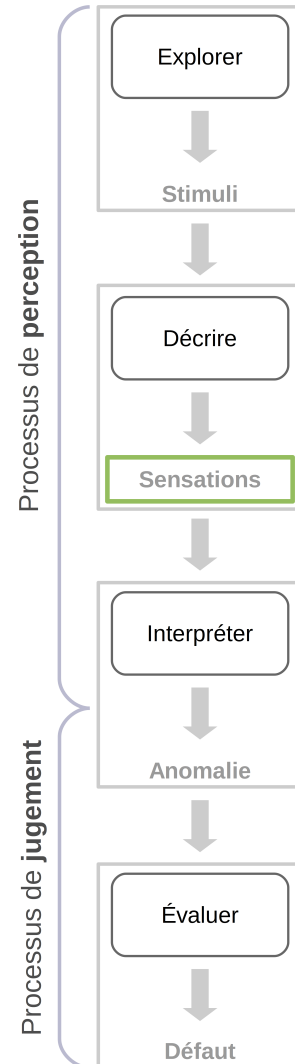 Explorer
Stimuli
Processus de perception
Décrire
Sensations
Interpréter
Anomalie
Processus de jugement
Évaluer
Défaut